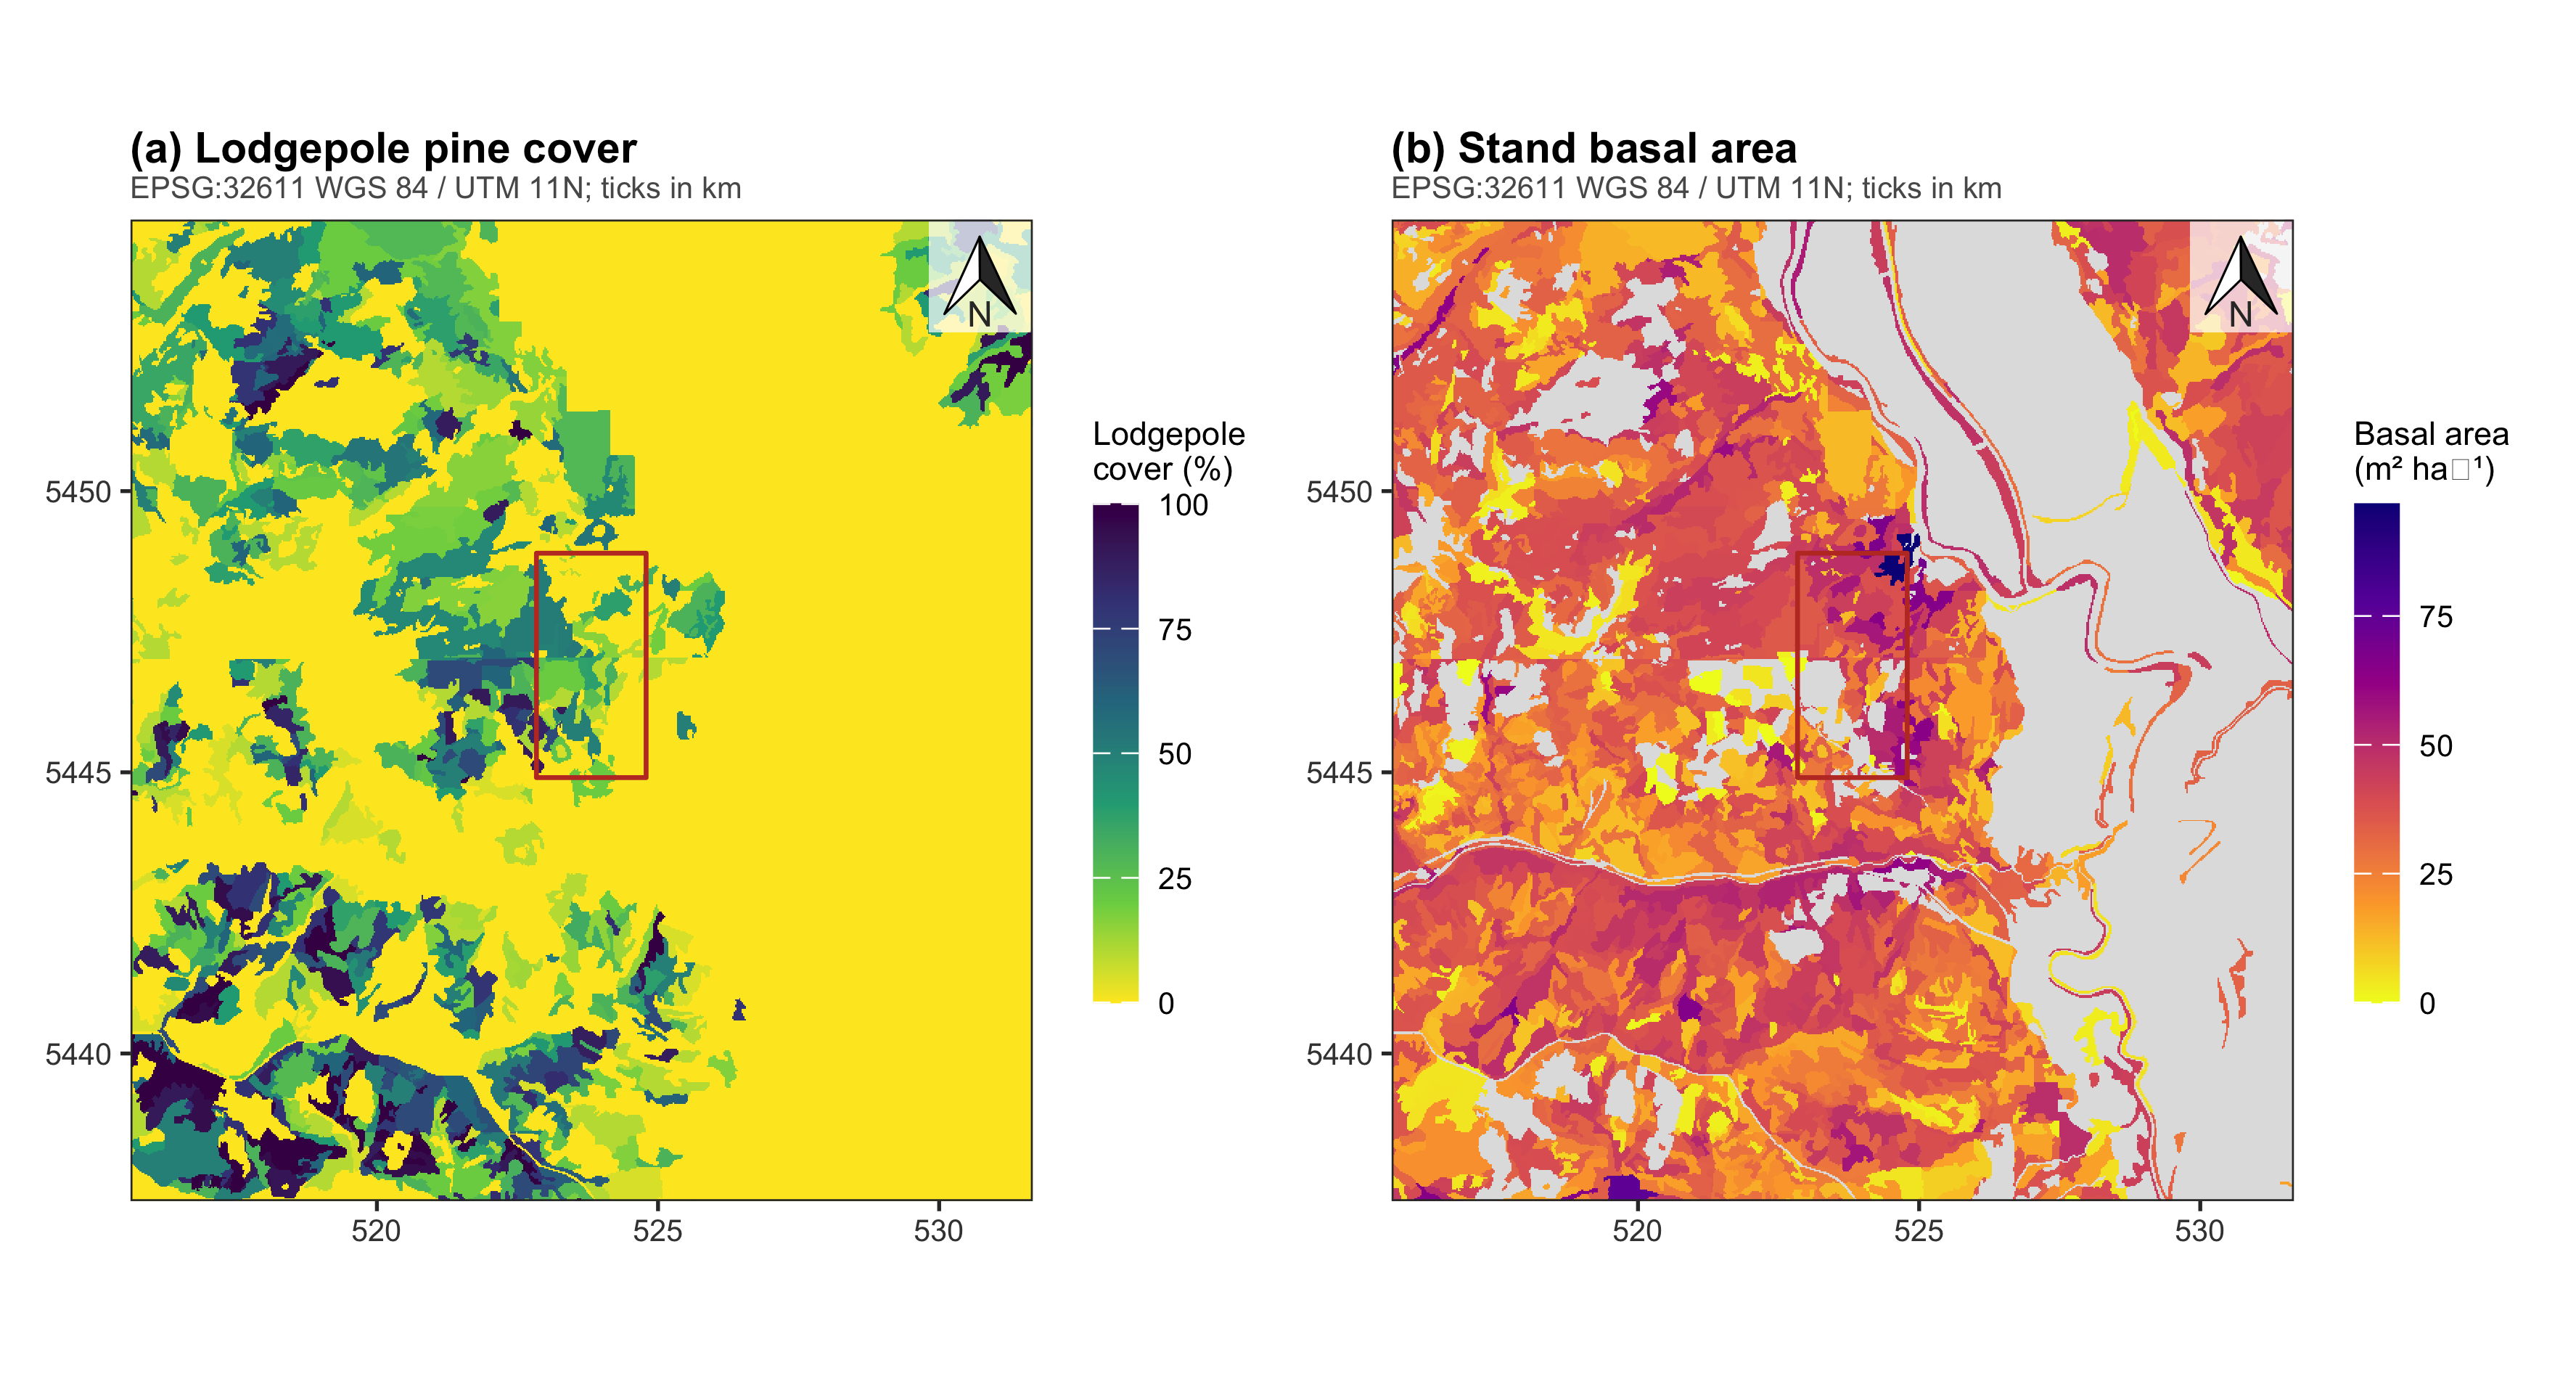 (a) Lodgepole pine cover
EPSG:32611 WGS 84 / UTM 11N; ticks in km
N
5450
5445
5440
520
525
530
Lodgepole
cover (%)
100
75
50
25
0
(b) Stand basal area
EPSG:32611 WGS 84 / UTM 11N; ticks in km
N
5450
5445
5440
520
525
530
Basal area
(m² ha□¹)
75
50
25
0